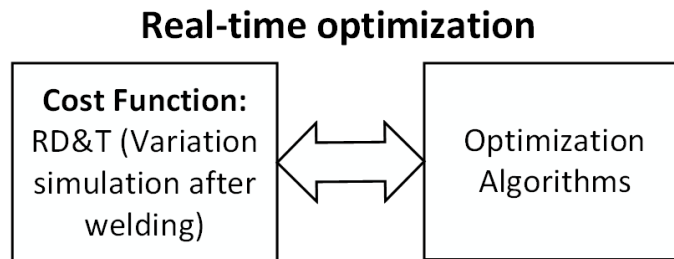 Real-time optimization
Cost Function:
RD&T (Variation
simulation after
welding)
Optimization
Algorithms